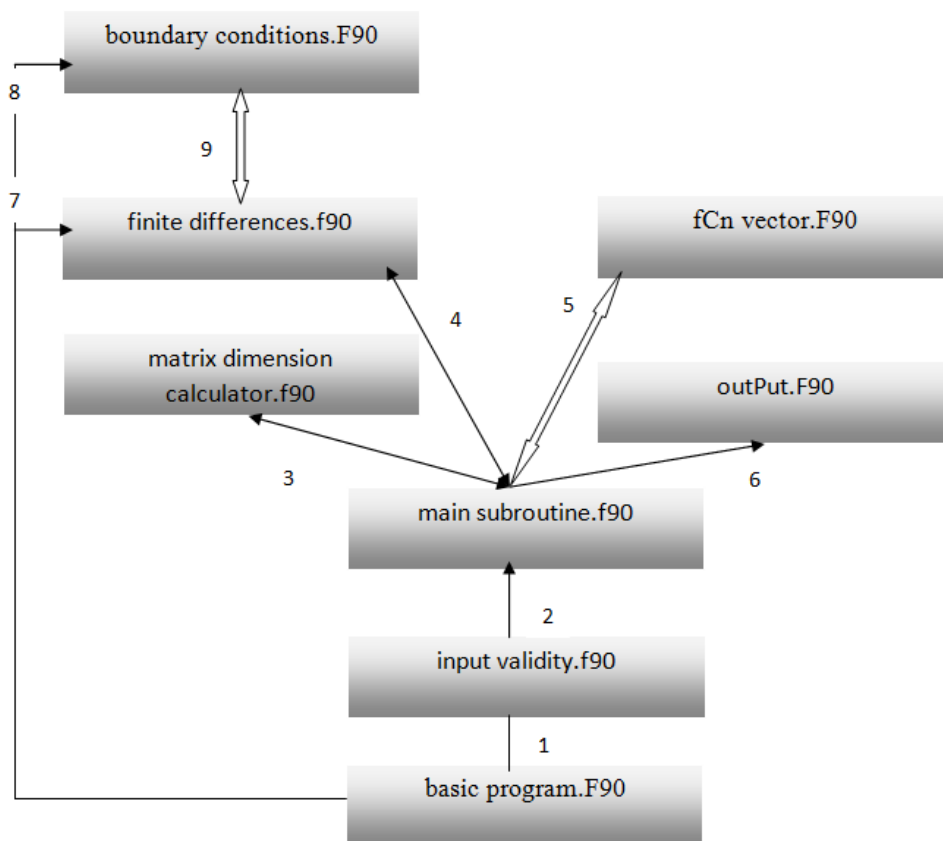 boundary conditions.F90
8
9
7
finite differences.f90
fCn vector.F90
4
5
matrix dimension
calculator.f90
outPut.F90
3
6
main subroutine.f90
2
input validity.f90
1
basic program.F90